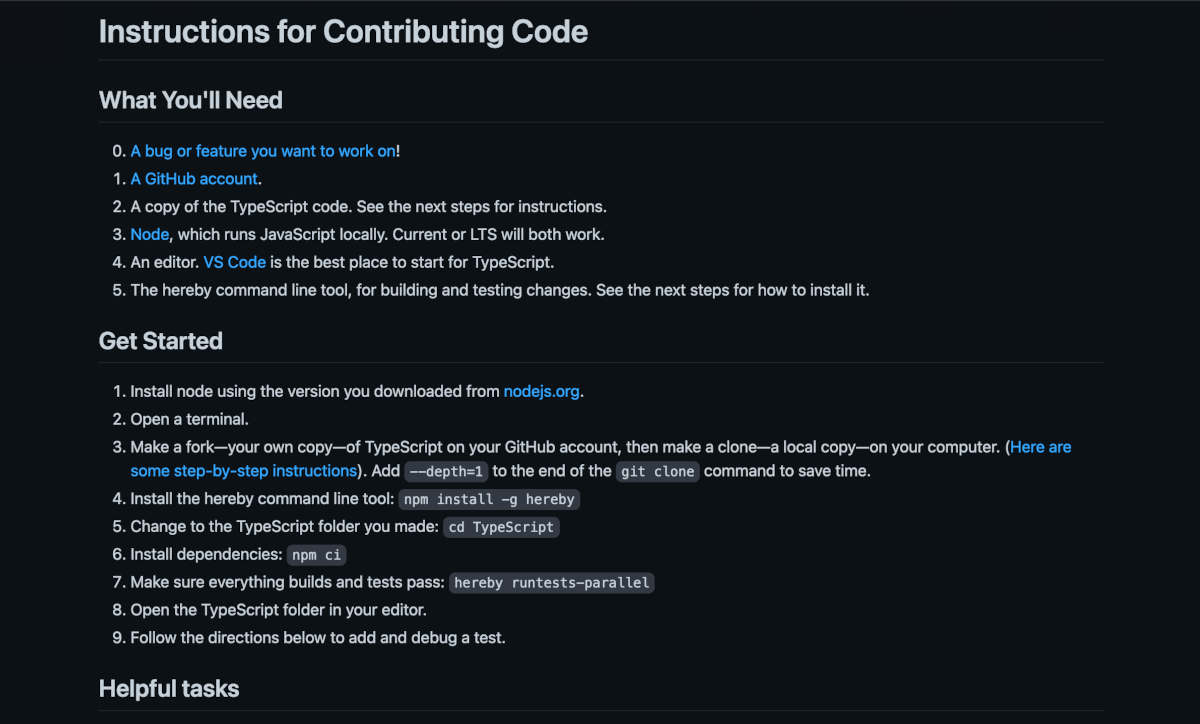 Instructions for Contributing Code
What You'll Need
0. A bug or feature you want to work on!
1. A GitHub account.
2. A copy of the TypeScript code. See the next steps for instructions.
3. Node, which runs JavaScript locally. Current or LTS will both work.
4. An editor. VS Code is the best place to start for TypeScript.
5. The hereby command line tool, for building and testing changes. See the next steps for how to install it.
Get Started
1. Install node using the version you downloaded from nodejs.org.
2. Open a terminal.
3. Make a fork—your own copy—of TypeScript on your GitHub account, then make a clone—a local copy—on your computer. (Here are
some step-by-step instructions). Add --depth=1 to the end of the git clone command to save time.
4. Install the hereby command line tool: npm install -g hereby
5. Change to the TypeScript folder you made: cd TypeScript
6. Install dependencies: npm ci
7. Make sure everything builds and tests pass: hereby runtests-parallel
8. Open the TypeScript folder in your editor.
9. Follow the directions below to add and debug a test.
Helpful tasks